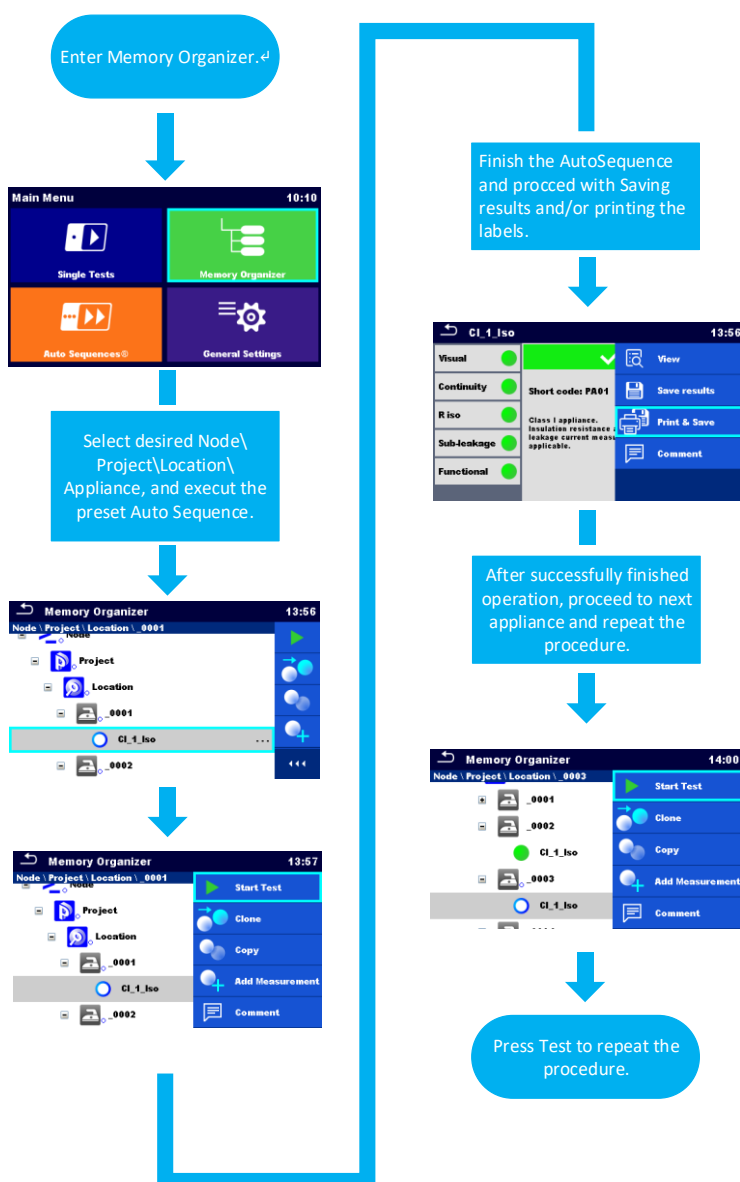 Enter Memory Organizer.↵
Main Menu 10:10
Single Tests
Memory Organizer
Auto Sequences®
General Settings
Select desired Node\
Project\Location\
Appliance, and execut the
preset Auto Sequence.
Memory Organizer 13:56
Node \ Project \ Location \ _0001
Node
Project
Location
_0001
CI_1_Iso ...
_0002
Memory Organizer 13:57
Node \ Project \ Location \ _0001
Node
Project
Location
_0001
CI_1_Iso
_0002
Start Test
Clone
Copy
Add Measurement
Comment
Finish the AutoSequence
and procced with Saving
results and/or printing the
labels.
CI_1_Iso 13:56
Visual
Continuity
R iso
Sub-leakage
Functional
Short code: PA01
Class I appliance.
Insulation resistance
leakage current meas
applicable.
View
Save results
Print & Save
Comment
After successfully finished
operation, proceed to next
appliance and repeat the
procedure.
Memory Organizer 14:00
Node \ Project \ Location \ _0003
_0001
_0002
CI_1_Iso
_0003
CI_1_Iso
Start Test
Clone
Copy
Add Measurement
Comment
Press Test to repeat the
procedure.